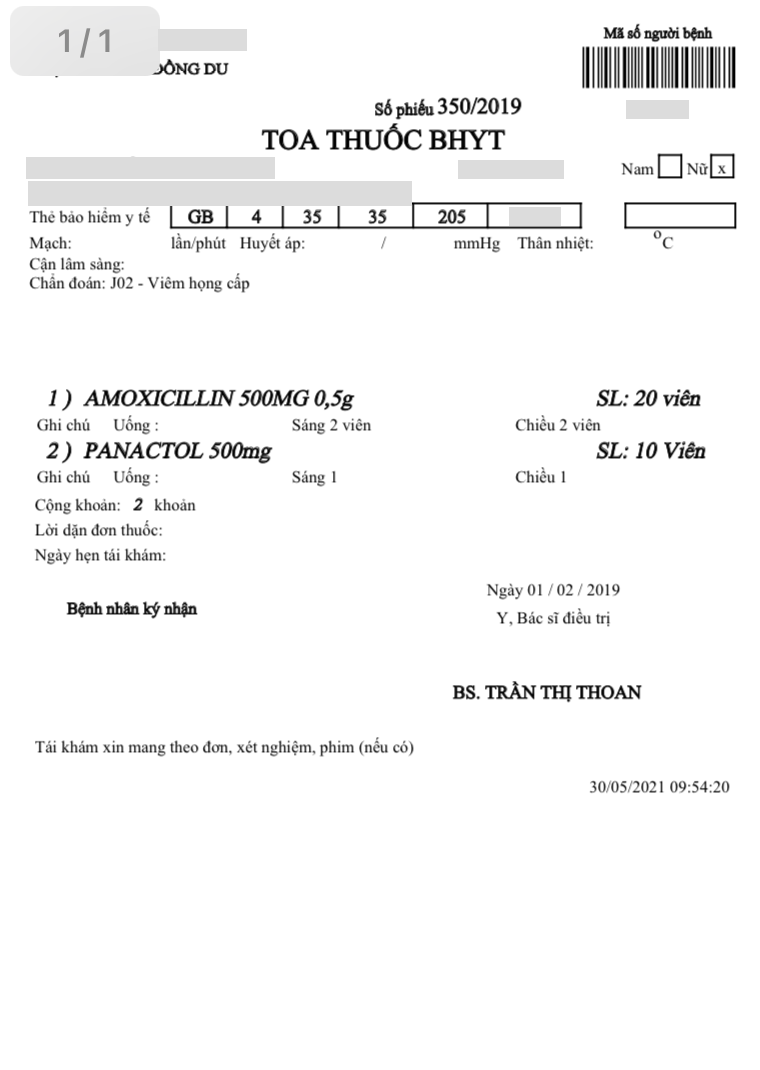 1/1
Mã số người bệnh
ĐÔNG DU
Số phiếu 350/2019
TOA THUỐC BHYT
Nam Nữ x
Thẻ bảo hiểm y tế GB 4 35 35 205
Mạch: lần/phút Huyết áp: / mmHg Thân nhiệt: °C
Cận lâm sàng:
Chẩn đoán: J02 - Viêm họng cấp
1 ) AMOXICILLIN 500MG 0,5g SL: 20 viên
Ghi chú Uống : Sáng 2 viên Chiều 2 viên
2 ) PANACTOL 500mg SL: 10 Viên
Ghi chú Uống : Sáng 1 Chiều 1
Cộng khoản: 2 khoản
Lời dặn đơn thuốc:
Ngày hẹn tái khám:
Ngày 01 / 02 / 2019
Bệnh nhân ký nhận
Y, Bác sĩ điều trị
BS. TRẦN THỊ THOAN
Tái khám xin mang theo đơn, xét nghiệm, phim (nếu có)
30/05/2021 09:54:20